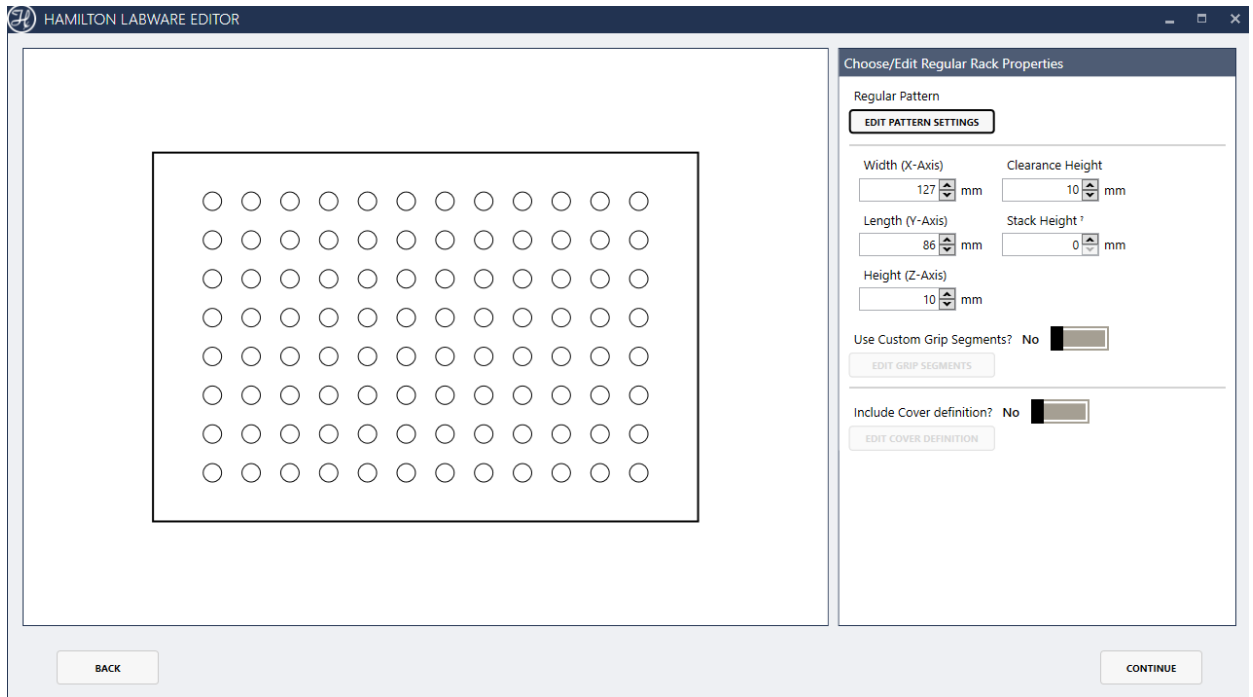 HAMILTON LABWARE EDITOR
Choose/Edit Regular Rack Properties
Regular Pattern
EDIT PATTERN SETTINGS
Width (X-Axis) Clearance Height
127 mm 10 mm
Length (Y-Axis) Stack Height ?
86 mm 0 mm
Height (Z-Axis)
10 mm
Use Custom Grip Segments? No
EDIT GRIP SEGMENTS
Include Cover definition? No
EDIT COVER DEFINITION
BACK CONTINUE